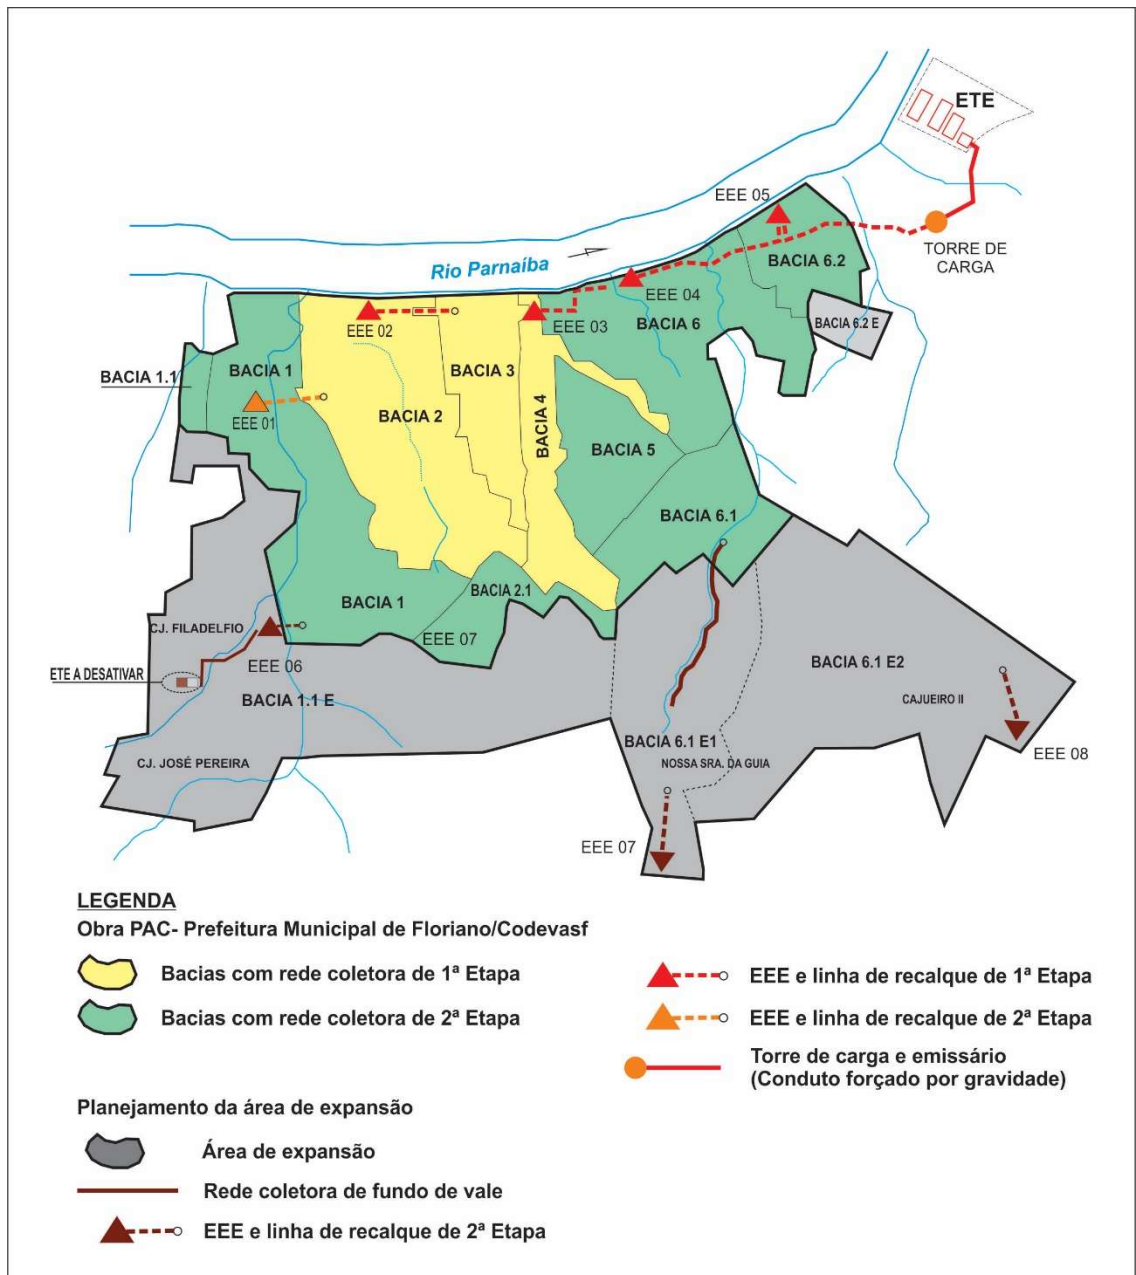 ETE
EEE 05
TORRE DE
CARGA
Rio Parnaíba
BACIA 6.2
EEE 04
BACIA 6.2 E
EEE 02
EEE 03
BACIA 6
BACIA 1.1
BACIA 1
BACIA 3
EEE 01
BACIA 2
BACIA 4
BACIA 5
BACIA 6.1
BACIA 1
BACIA 2.1
CJ. FILADELFIO
EEE 07
EEE 06
ETE A DESATIVAR
BACIA 1.1 E
BACIA 6.1 E2
CAJUEIRO II
BACIA 6.1 E1
NOSSA SRA. DA GUIA
EEE 08
CJ. JOSÉ PEREIRA
EEE 07
LEGENDA
Obra PAC- Prefeitura Municipal de Floriano/Codevasf
Bacias com rede coletora de 1ª Etapa
Bacias com rede coletora de 2ª Etapa
EEE e linha de recalque de 1ª Etapa
EEE e linha de recalque de 2ª Etapa
Torre de carga e emissário
(Conduto forçado por gravidade)
Planejamento da área de expansão
Área de expansão
Rede coletora de fundo de vale
EEE e linha de recalque de 2ª Etapa